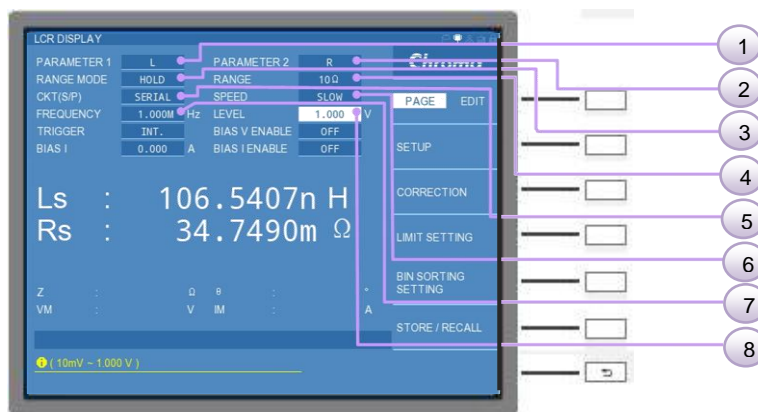 LCR DISPLAY
PARAMETER 1 L PARAMETER 2 R
RANGE MODE HOLD RANGE 10Ω
CKT(S/P) SERIAL SPEED SLOW
FREQUENCY 1.000M Hz LEVEL 1.000 V
TRIGGER INT. BIAS V ENABLE OFF
BIAS I 0.000 A BIAS I ENABLE OFF
Ls : 106.5407n H
Rs : 34.7490m Ω
Z : Ω θ : °
VM : V IM : A
( 10mV ~ 1.000 V )
Chroma
PAGE EDIT
SETUP
CORRECTION
LIMIT SETTING
BIN SORTING
SETTING
STORE / RECALL
1
2
3
4
5
6
7
8